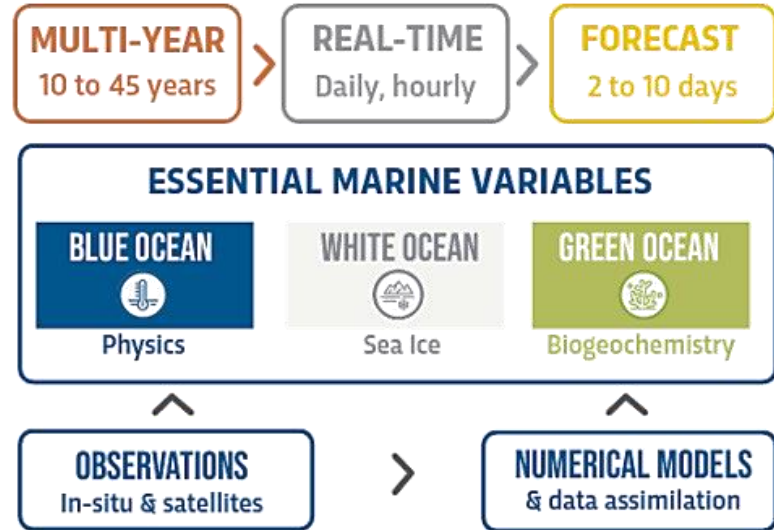 MULTI-YEAR
10 to 45 years
REAL-TIME
Daily, hourly
FORECAST
2 to 10 days
ESSENTIAL MARINE VARIABLES
BLUE OCEAN
Physics
WHITE OCEAN
Sea Ice
GREEN OCEAN
Biogeochemistry
OBSERVATIONS
In-situ & satellites
NUMERICAL MODELS
& data assimilation